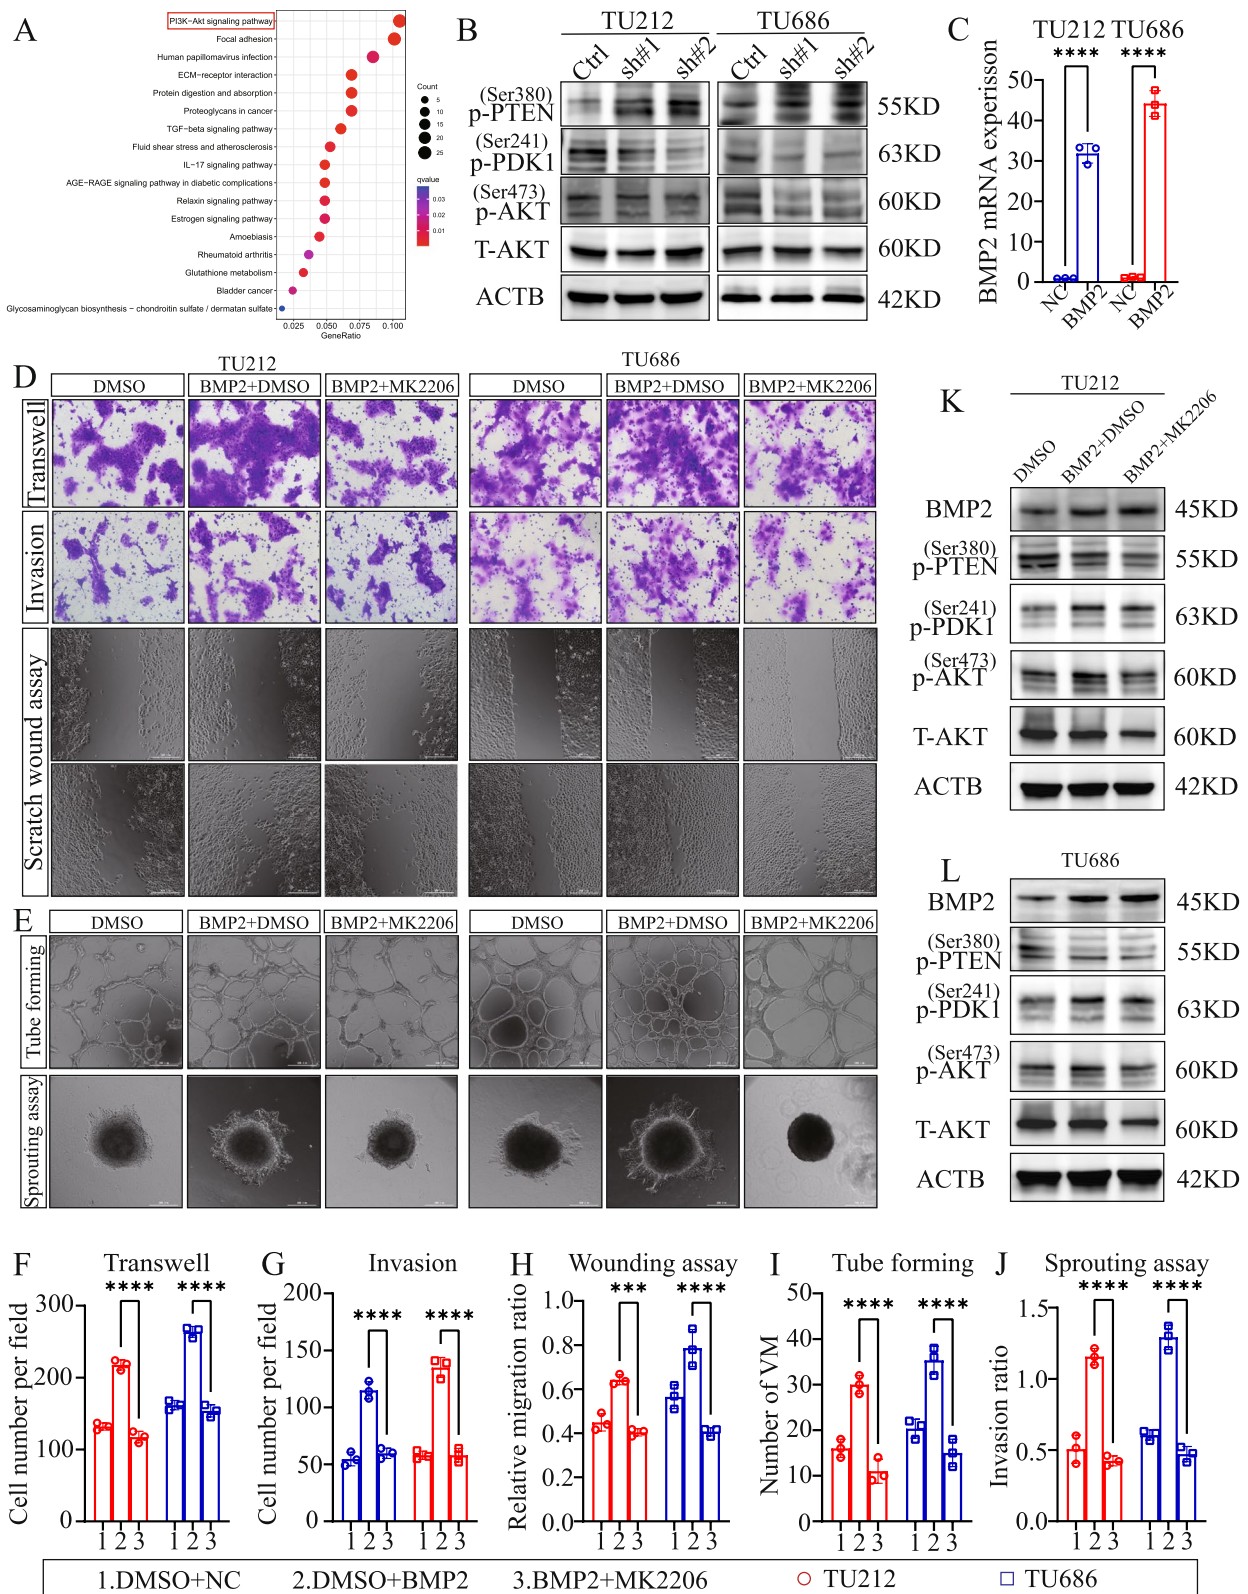 A
PI3K−Akt signaling pathway
Focal adhesion
Human papillomavirus infection
ECM−receptor interaction
Protein digestion and absorption
Proteoglycans in cancer
TGF−beta signaling pathway
Fluid shear stress and atherosclerosis
IL−17 signaling pathway
AGE−RAGE signaling pathway in diabetic complications
Relaxin signaling pathway
Estrogen signaling pathway
Amoebiasis
Rheumatoid arthritis
Glutathione metabolism
Bladder cancer
Glycosaminoglycan biosynthesis − chondroitin sulfate / dermatan sulfate
0.025 0.050 0.075 0.100
GeneRatio
Count
5
10
15
20
25
qvalue
0.03
0.02
0.01
B
TU212 TU686
Ctrl sh#1 sh#2 Ctrl sh#1 sh#2
(Ser380)
p-PTEN 55KD
(Ser241)
p-PDK1 63KD
(Ser473)
p-AKT 60KD
T-AKT 60KD
ACTB 42KD
C
TU212 TU686
**** ****
BMP2 mRNA experisson
50
40
30
20
10
0
NC BMP2 NC BMP2
D
TU212 TU686
DMSO BMP2+DMSO BMP2+MK2206 DMSO BMP2+DMSO BMP2+MK2206
Transwell
Invasion
Scratch wound assay
E
DMSO BMP2+DMSO BMP2+MK2206 DMSO BMP2+DMSO BMP2+MK2206
Tube forming
Sprouting assay
K
TU212
DMSO BMP2+DMSO BMP2+MK2206
BMP2 45KD
(Ser380)
p-PTEN 55KD
(Ser241)
p-PDK1 63KD
(Ser473)
p-AKT 60KD
T-AKT 60KD
ACTB 42KD
L
TU686
BMP2 45KD
(Ser380)
p-PTEN 55KD
(Ser241)
p-PDK1 63KD
(Ser473)
p-AKT 60KD
T-AKT 60KD
ACTB 42KD
F
Transwell
**** ****
Cell number per field
300
200
100
0
1 2 3 1 2 3
G
Invasion
**** ****
Cell number per field
200
150
100
50
0
1 2 3 1 2 3
H
Wounding assay
*** ****
Relative migration ratio
1.0
0.8
0.6
0.4
0.2
0.0
1 2 3 1 2 3
I
Tube forming
**** ****
Number of VM
50
40
30
20
10
0
1 2 3 1 2 3
J
Sprouting assay
**** ****
Invasion ratio
1.5
1.0
0.5
0.0
1 2 3 1 2 3
1.DMSO+NC 2.DMSO+BMP2 3.BMP2+MK2206 TU212 TU686